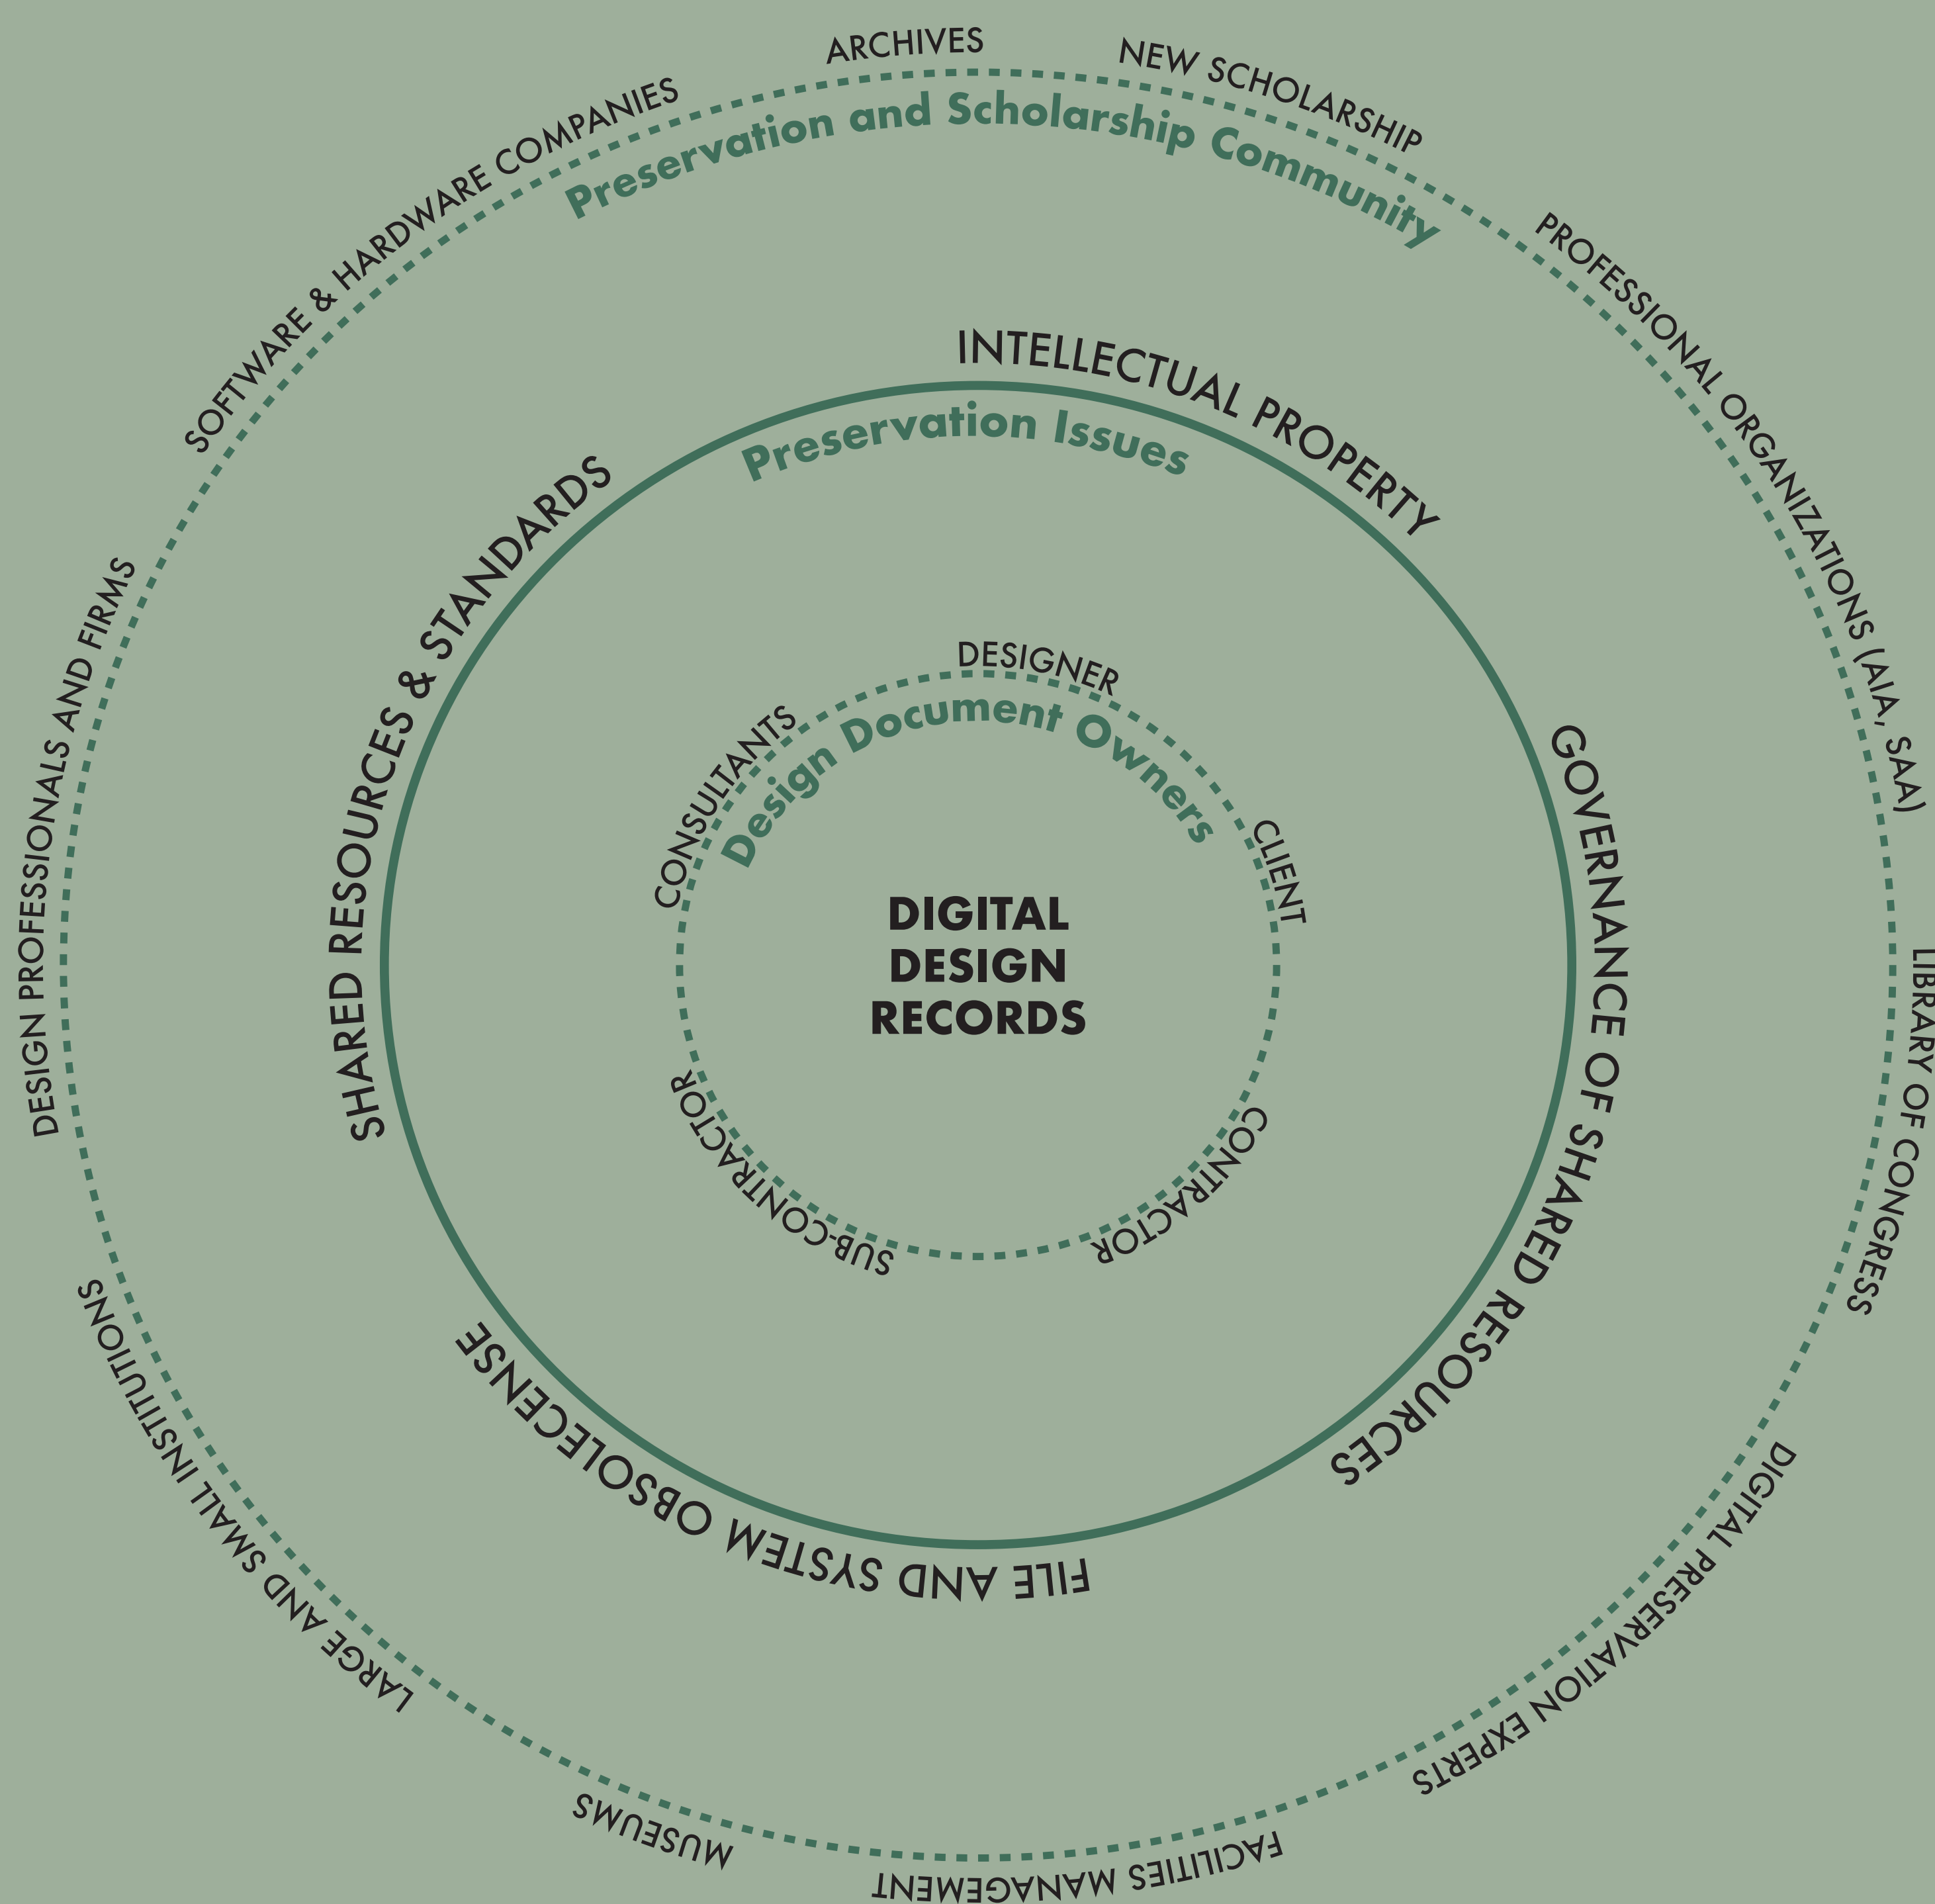 ARCHIVES
NEW SCHOLARSHIP
PROFESSIONAL ORGANIZATIONS (AIA, SAA)
LIBRARY OF CONGRESS
DIGITAL PRESERVATION EXPERTS
FACILITIES MANAGEMENT
MUSEUMS
LARGE AND SMALL INSTITUTIONS
DESIGN PROFESSIONALS AND FIRMS
SOFTWARE & HARDWARE COMPANIES
Preservation and Scholarship Community
INTELLECTUAL PROPERTY
GOVERNANCE OF SHARED RESOURCES
FILE AND SYSTEM OBSOLECENSE
SHARED RESOURCES & STANDARDS
Preservation Issues
DESIGNER
CLIENT
CONTRACTOR
SUB-CONTRACTOR
CONSULTANTS
Design Document Owners
DIGITAL
DESIGN
RECORDS